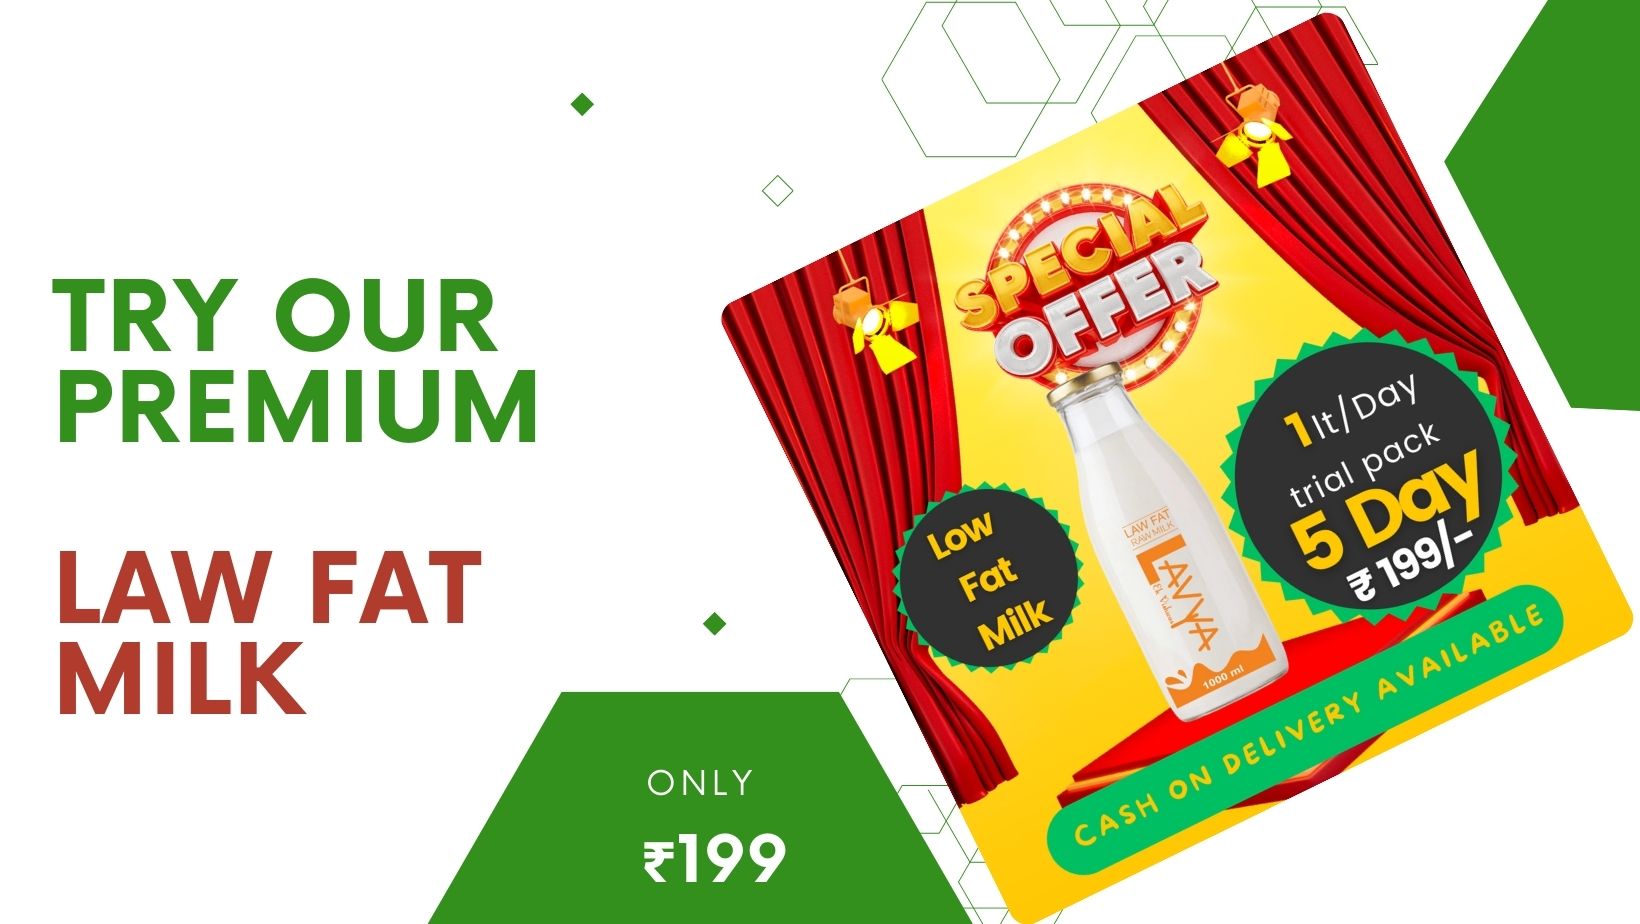 TRY OUR
PREMIUM
LAW FAT
MILK
ONLY
₹199
SPECIAL
OFFER
1lt/Day
trial pack
5 Day
₹ 199/-
Low
Fat
Milk
LAW FAT
RAW MILK
LAVYA
1000 ml
CASH ON DELIVERY AVAILABLE